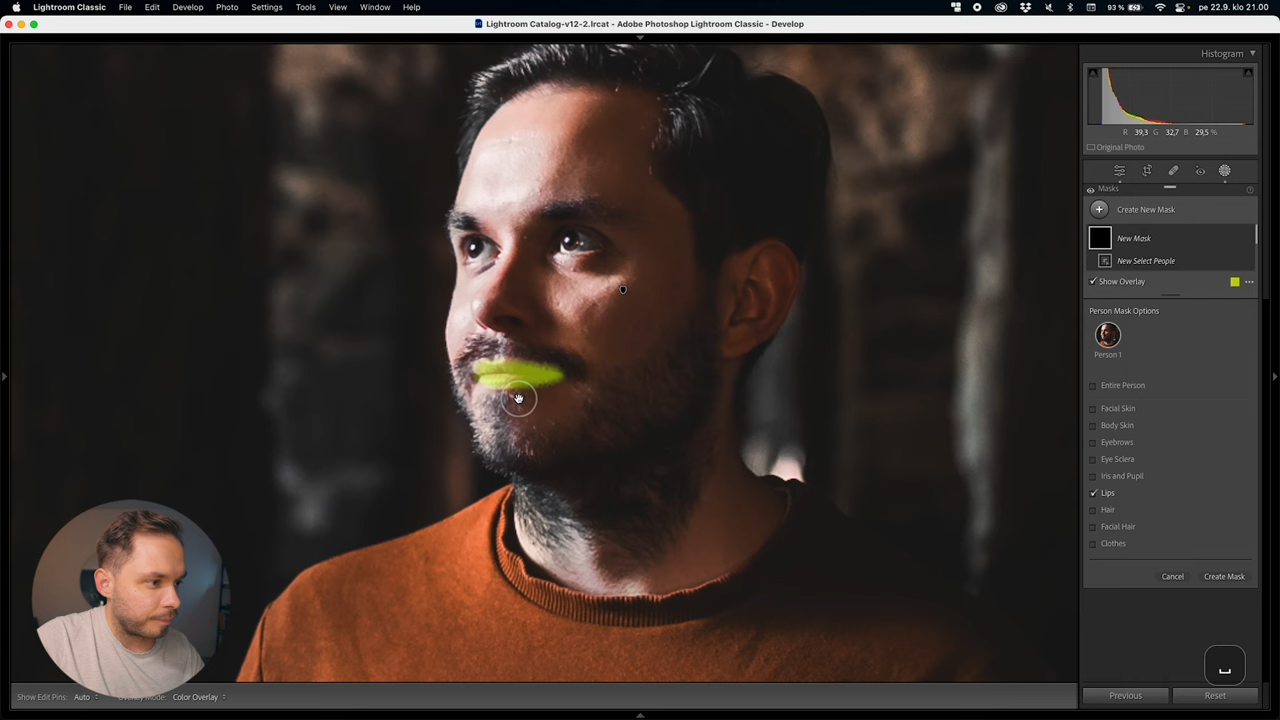 Lightroom Classic File Edit Develop Photo Settings Tools View Window Help 93 % pe 22.9. klo 21.00
Lightroom Catalog-v12-2.lrcat - Adobe Photoshop Lightroom Classic - Develop
Histogram
R 39,3 G 32,7 B 29,5 %
Original Photo
Masks
Create New Mask
New Mask
New Select People
Show Overlay
Person Mask Options
Person 1
Entire Person
Facial Skin
Body Skin
Eyebrows
Eye Sclera
Iris and Pupil
Lips
Hair
Facial Hair
Clothes
Cancel Create Mask
Show Edit Pins: Auto Overlay Mode: Color Overlay
Previous Reset